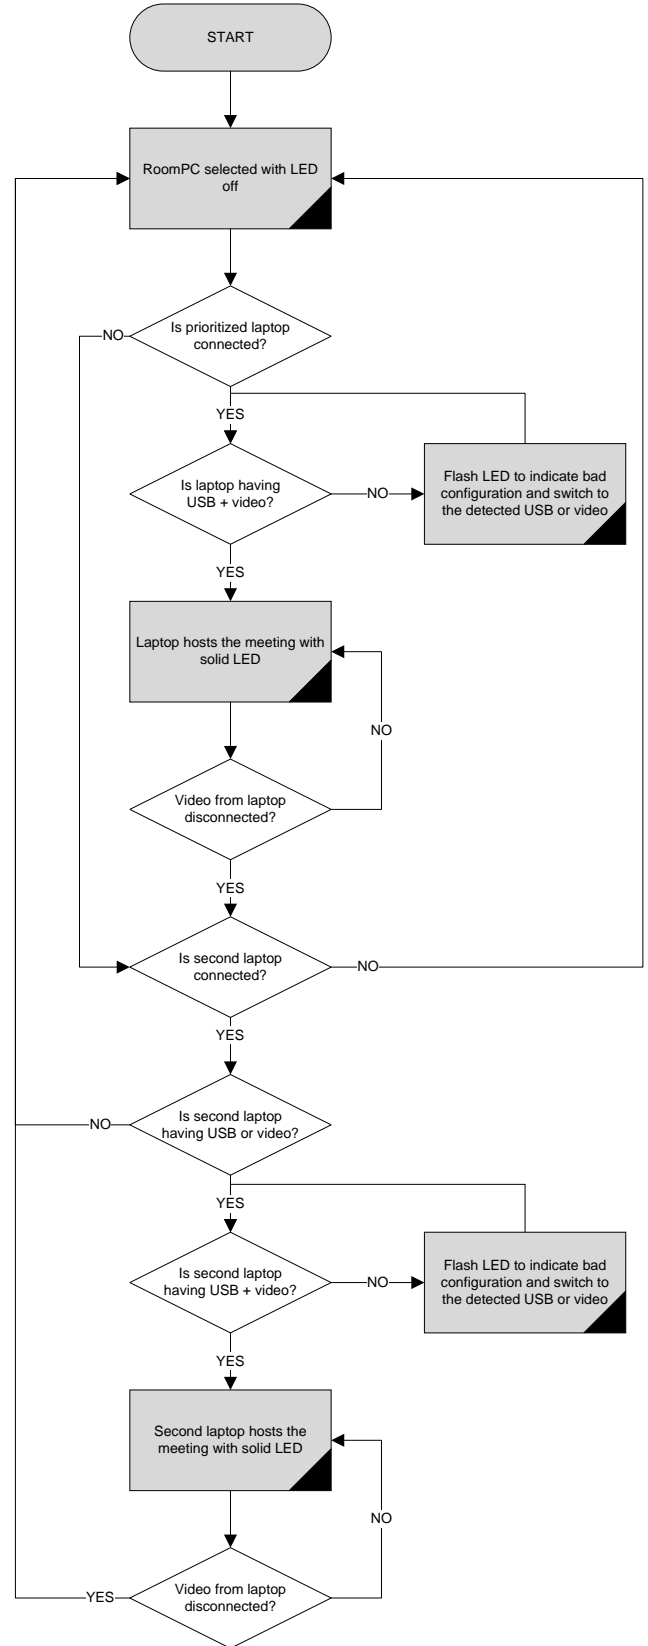 START
RoomPC selected with LED
off
Is prioritized laptop
connected?
NO
YES
Is laptop having
USB + video?
NO
Flash LED to indicate bad
configuration and switch to
the detected USB or video
YES
Laptop hosts the meeting with
solid LED
NO
Video from laptop
disconnected?
YES
Is second laptop
connected?
NO
YES
Is second laptop
having USB or video?
NO
YES
Is second laptop
having USB + video?
NO
Flash LED to indicate bad
configuration and switch to
the detected USB or video
YES
Second laptop hosts the
meeting with solid LED
NO
Video from laptop
disconnected?
YES